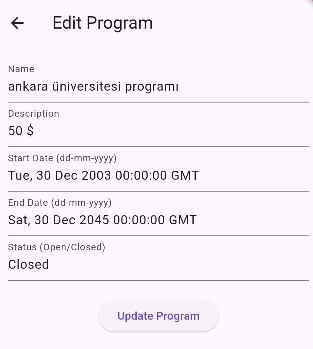 Edit Program
Name
ankara üniversitesi programı
Description
50 $
Start Date (dd-mm-yyyy)
Tue, 30 Dec 2003 00:00:00 GMT
End Date (dd-mm-yyyy)
Sat, 30 Dec 2045 00:00:00 GMT
Status (Open/Closed)
Closed
Update Program